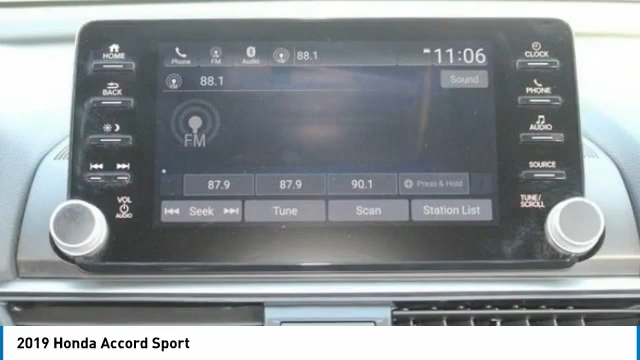 HOME
BACK
VOL
AUDIO
Phone FM Audio 88.1 11:06
FM 88.1 Sound
FM
87.9 87.9 90.1 Press & Hold
Seek Tune Scan Station List
CLOCK
PHONE
AUDIO
SOURCE
TUNE/
SCROLL
2019 Honda Accord Sport